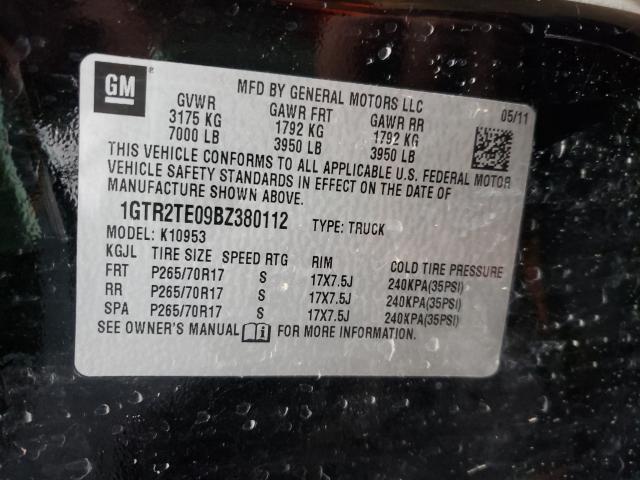 GM
MFD BY GENERAL MOTORS LLC
05/11
GVWR GAWR FRT GAWR RR
3175 KG 1792 KG 1792 KG
7000 LB 3950 LB 3950 LB
THIS VEHICLE CONFORMS TO ALL APPLICABLE U.S. FEDERAL MOTOR
VEHICLE SAFETY STANDARDS IN EFFECT ON THE DATE OF
MANUFACTURE SHOWN ABOVE.
1GTR2TE09BZ380112 TYPE: TRUCK
MODEL: K10953
KGJL TIRE SIZE SPEED RTG RIM COLD TIRE PRESSURE
FRT P265/70R17 S 17X7.5J 240KPA(35PSI)
RR P265/70R17 S 17X7.5J 240KPA(35PSI)
SPA P265/70R17 S 17X7.5J 240KPA(35PSI)
SEE OWNER'S MANUAL FOR MORE INFORMATION.